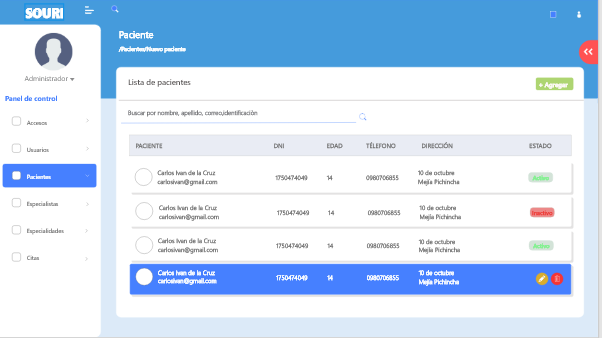 SOURI
Paciente
/Pacientes/Nuevo paciente
Administrador
Panel de control
Accesos
Usuarios
Pacientes
Especialistas
Especialidades
Citas
Lista de pacientes
+ Agregar
Buscar por nombre, apellido, correo,identificación
PACIENTE DNI EDAD TÉLEFONO DIRECCIÓN ESTADO
Carlos Ivan de la Cruz 1750474049 14 0980706855 10 de octubre Activo
carlosivan@gmail.com Mejía Pichincha
Carlos Ivan de la Cruz 1750474049 14 0980706855 10 de octubre Inactivo
carlosivan@gmail.com Mejía Pichincha
Carlos Ivan de la Cruz 1750474049 14 0980706855 10 de octubre Activo
carlosivan@gmail.com Mejía Pichincha
Carlos Ivan de la Cruz 1750474049 14 0980706855 10 de octubre
carlosivan@gmail.com Mejía Pichincha